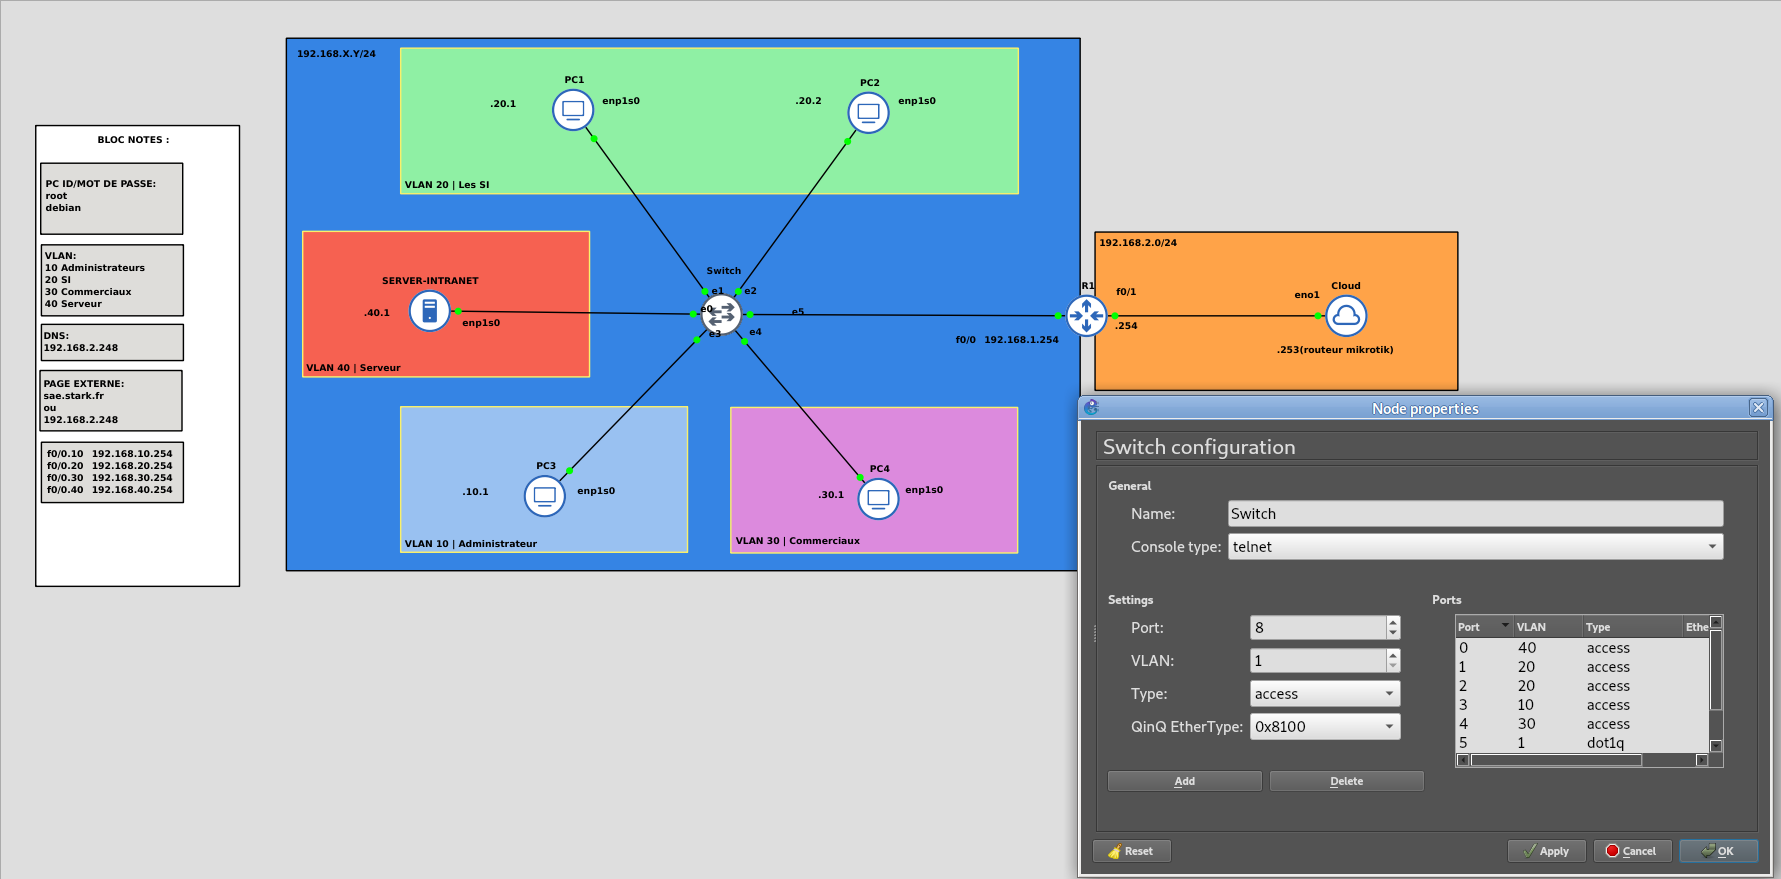 BLOC NOTES :
PC ID/MOT DE PASSE:
root
debian
VLAN:
10 Administrateurs
20 SI
30 Commerciaux
40 Serveur
DNS:
192.168.2.248
PAGE EXTERNE:
sae.stark.fr
ou
192.168.2.248
f0/0.10 192.168.10.254
f0/0.20 192.168.20.254
f0/0.30 192.168.30.254
f0/0.40 192.168.40.254
192.168.X.Y/24
PC1
.20.1
enp1s0
PC2
.20.2
enp1s0
VLAN 20 | Les SI
SERVER-INTRANET
.40.1
enp1s0
VLAN 40 | Serveur
Switch
e1
e2
e0
e5
e3
e4
f0/0 192.168.1.254
R1
PC3
.10.1
enp1s0
VLAN 10 | Administrateur
PC4
.30.1
enp1s0
VLAN 30 | Commerciaux
192.168.2.0/24
f0/1
.254
eno1
Cloud
.253(routeur mikrotik)
Node properties
Switch configuration
General
Name: Switch
Console type: telnet
Settings
Port: 8
VLAN: 1
Type: access
QinQ EtherType: 0x8100
Add
Delete
Ports
Port VLAN Type Ethe
0 40 access
1 20 access
2 20 access
3 10 access
4 30 access
5 1 dot1q
Reset
Apply
Cancel
OK